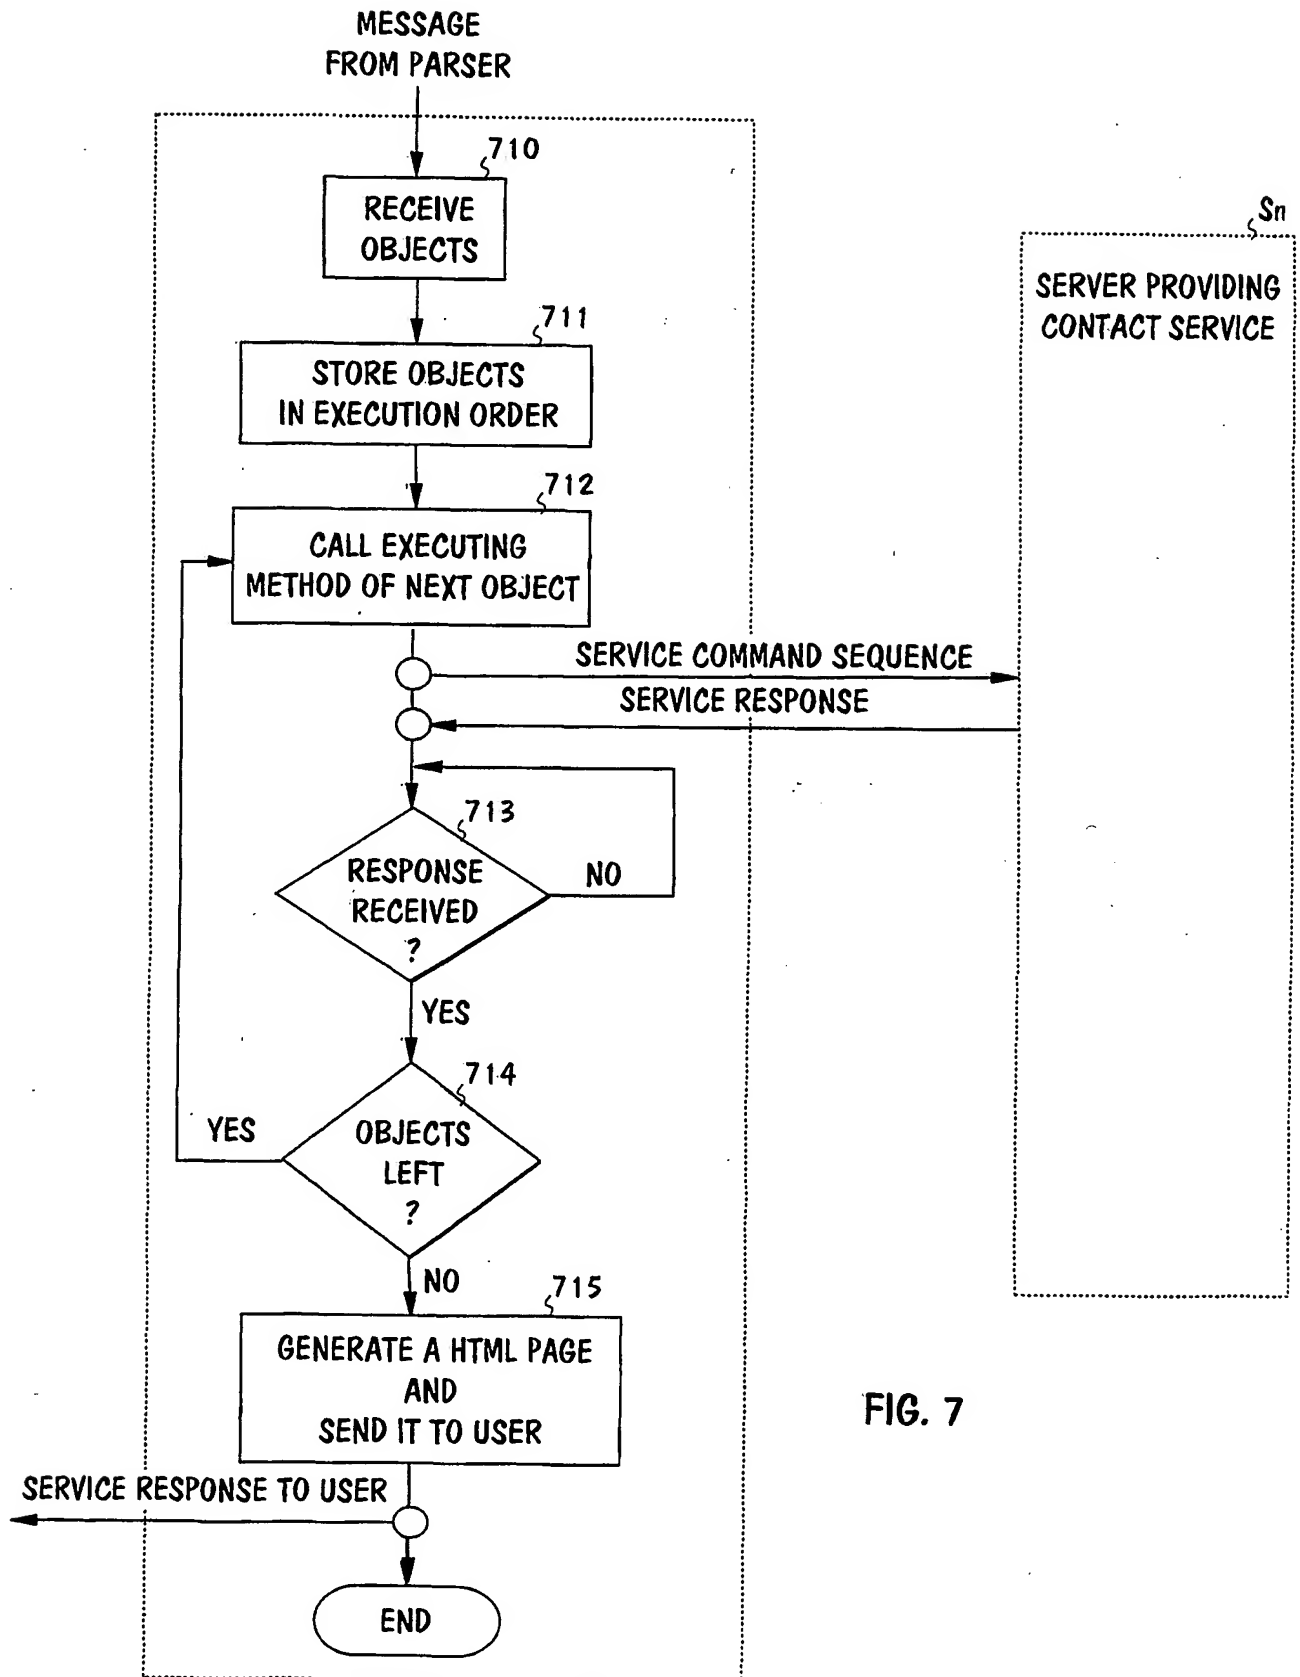 MESSAGE
FROM PARSER
710
RECEIVE
OBJECTS
Sn
SERVER PROVIDING
CONTACT SERVICE
711
STORE OBJECTS
IN EXECUTION ORDER
712
CALL EXECUTING
METHOD OF NEXT OBJECT
SERVICE COMMAND SEQUENCE
SERVICE RESPONSE
713
RESPONSE
RECEIVED
?
NO
YES
714
OBJECTS
LEFT
?
YES
NO
715
GENERATE A HTML PAGE
AND
SEND IT TO USER
FIG. 7
SERVICE RESPONSE TO USER
END